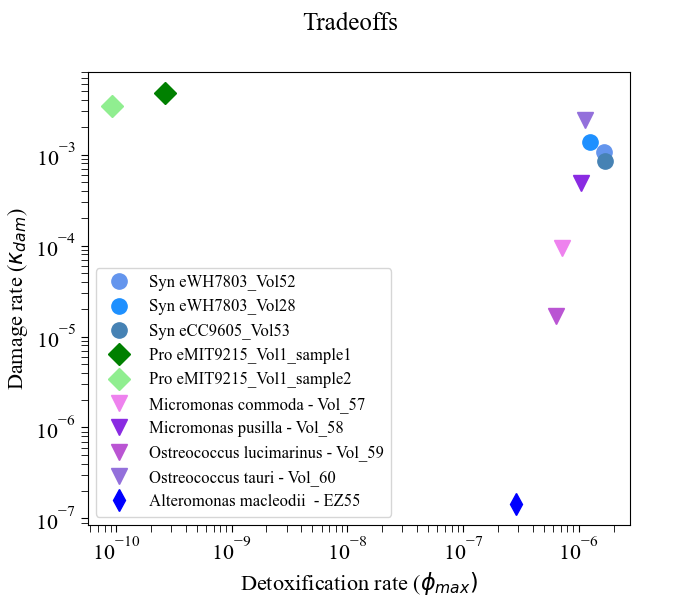 Tradeoffs
Damage rate (κ_dam)
10⁻³
10⁻⁴
10⁻⁵
10⁻⁶
10⁻⁷
Syn eWH7803_Vol52
Syn eWH7803_Vol28
Syn eCC9605_Vol53
Pro eMIT9215_Vol1_sample1
Pro eMIT9215_Vol1_sample2
Micromonas commoda - Vol_57
Micromonas pusilla - Vol_58
Ostreococcus lucimarinus - Vol_59
Ostreococcus tauri - Vol_60
Alteromonas macleodii  - EZ55
10⁻¹⁰ 10⁻⁹ 10⁻⁸ 10⁻⁷ 10⁻⁶
Detoxification rate (ϕ_max)